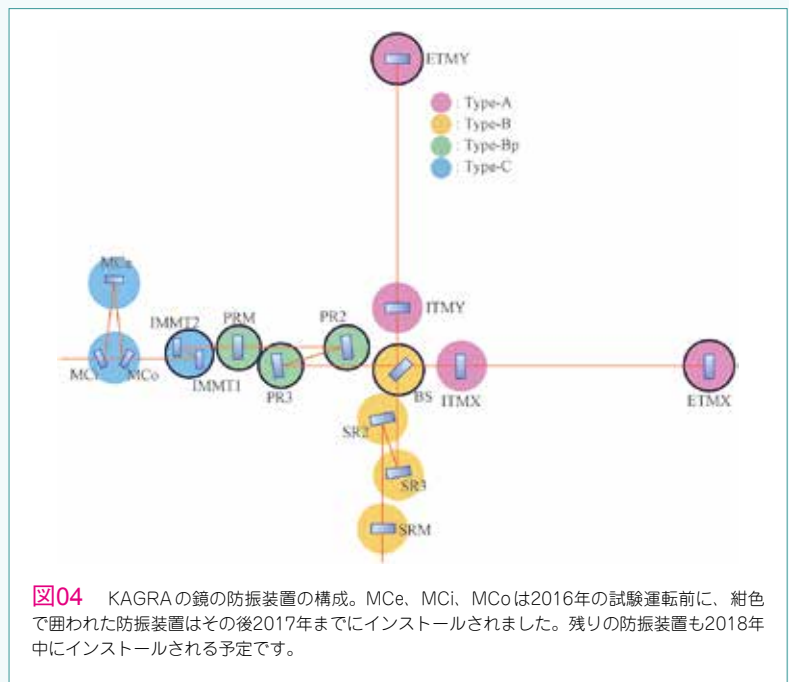 ETMY
: Type-A
: Type-B
: Type-Bp
: Type-C
MCe
ITMY
IMMT2
PRM
PR2
MCi
MCo
IMMT1
PR3
BS
ITMX
ETMX
SR2
SR3
SRM
図04 KAGRAの鏡の防振装置の構成。MCe、MCi、MCoは2016年の試験運転前に、紺色
で囲われた防振装置はその後2017年までにインストールされました。残りの防振装置も2018年
中にインストールされる予定です。